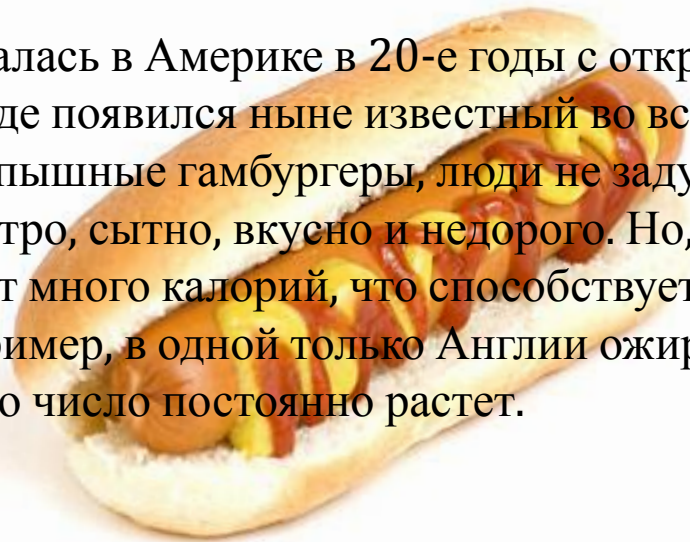 алась в Америке в 20-е годы с откр
де появился ныне известный во вс
пышные гамбургеры, люди не заду
тро, сытно, вкусно и недорого. Но,
т много калорий, что способствует
ример, в одной только Англии ожир
о число постоянно растет.